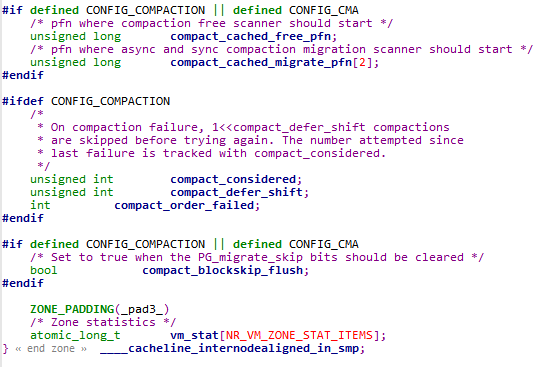 #if defined CONFIG_COMPACTION || defined CONFIG_CMA
/* pfn where compaction free scanner should start */
unsigned long compact_cached_free_pfn;
/* pfn where async and sync compaction migration scanner should start */
unsigned long compact_cached_migrate_pfn[2];
#endif
#ifdef CONFIG_COMPACTION
/*
* On compaction failure, 1<<compact_defer_shift compactions
* are skipped before trying again. The number attempted since
* last failure is tracked with compact_considered.
*/
unsigned int compact_considered;
unsigned int compact_defer_shift;
int compact_order_failed;
#endif
#if defined CONFIG_COMPACTION || defined CONFIG_CMA
/* Set to true when the PG_migrate_skip bits should be cleared */
bool compact_blockskip_flush;
#endif
ZONE_PADDING(_pad3_)
/* Zone statistics */
atomic_long_t vm_stat[NR_VM_ZONE_STAT_ITEMS];
} « end zone » ____cacheline_internodealigned_in_smp;